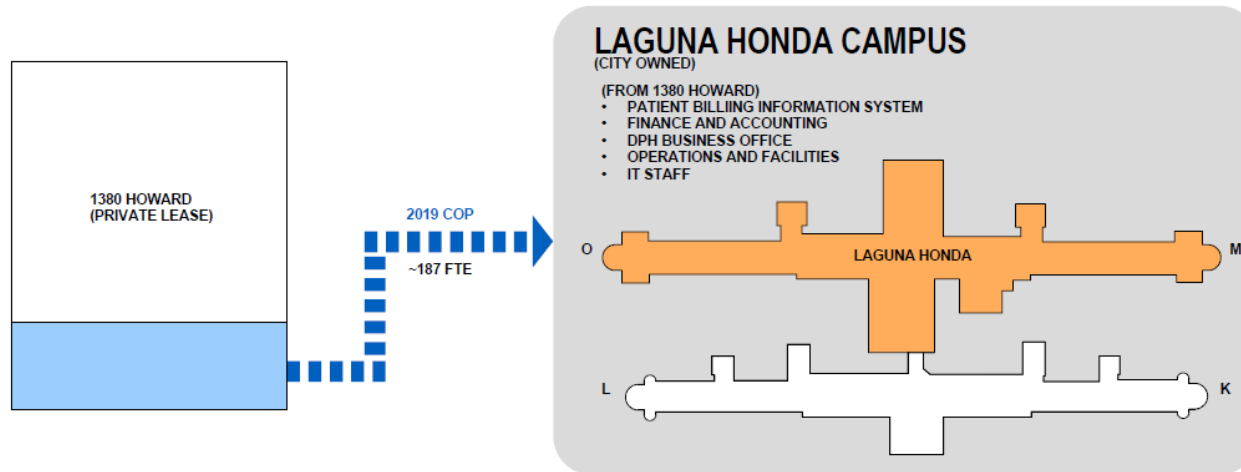 LAGUNA HONDA CAMPUS
(CITY OWNED)
(FROM 1380 HOWARD)
• PATIENT BILLIING INFORMATION SYSTEM
• FINANCE AND ACCOUNTING
• DPH BUSINESS OFFICE
• OPERATIONS AND FACILITIES
• IT STAFF
1380 HOWARD
(PRIVATE LEASE)
2019 COP
~187 FTE
O
LAGUNA HONDA
M
L
K